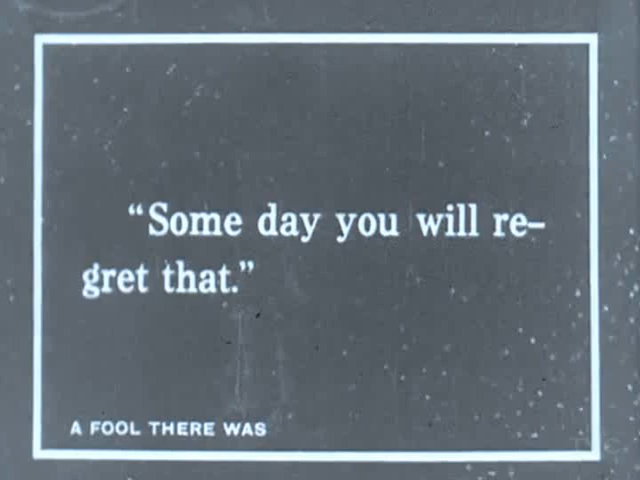 “Some day you will re-
gret that.”
A FOOL THERE WAS